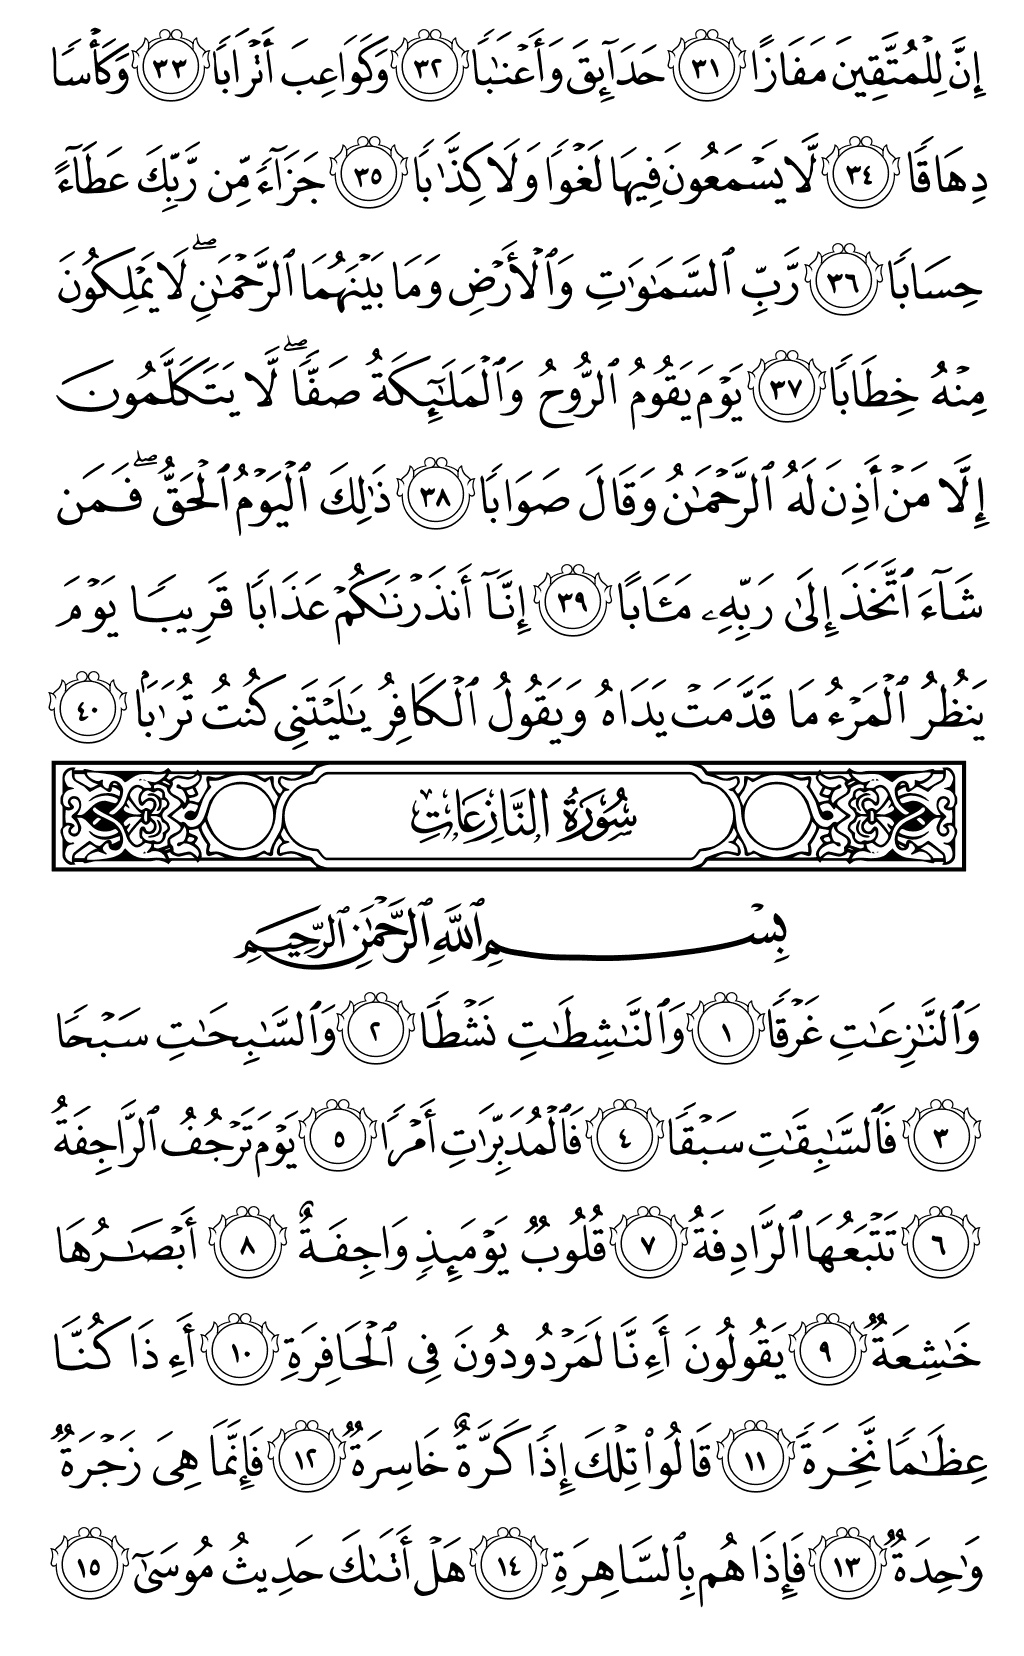 إِنَّ لِلْمُتَّقِينَ مَفَازًا ٣١ حَدَآئِقَ وَأَعْنَٰبًا ٣٢ وَكَوَاعِبَ أَتْرَابًا ٣٣ وَكَأْسًا
دِهَاقًا ٣٤ لَّا يَسْمَعُونَ فِيهَا لَغْوًا وَلَا كِذَّٰبًا ٣٥ جَزَآءً مِّن رَّبِّكَ عَطَآءً
حِسَابًا ٣٦ رَّبِّ ٱلسَّمَٰوَٰتِ وَٱلْأَرْضِ وَمَا بَيْنَهُمَا ٱلرَّحْمَٰنِ ۖ لَا يَمْلِكُونَ
مِنْهُ خِطَابًا ٣٧ يَوْمَ يَقُومُ ٱلرُّوحُ وَٱلْمَلَٰٓئِكَةُ صَفًّا ۖ لَّا يَتَكَلَّمُونَ
إِلَّا مَنْ أَذِنَ لَهُ ٱلرَّحْمَٰنُ وَقَالَ صَوَابًا ٣٨ ذَٰلِكَ ٱلْيَوْمُ ٱلْحَقُّ ۖ فَمَن
شَآءَ ٱتَّخَذَ إِلَىٰ رَبِّهِۦ مَـَٔابًا ٣٩ إِنَّآ أَنذَرْنَٰكُمْ عَذَابًا قَرِيبًا يَوْمَ
يَنظُرُ ٱلْمَرْءُ مَا قَدَّمَتْ يَدَاهُ وَيَقُولُ ٱلْكَافِرُ يَٰلَيْتَنِى كُنتُ تُرَٰبًۢا ٤٠
سُورَةُ النَّازِعَاتِ
بِسْمِ ٱللَّهِ ٱلرَّحْمَٰنِ ٱلرَّحِيمِ
وَٱلنَّٰزِعَٰتِ غَرْقًا ١ وَٱلنَّٰشِطَٰتِ نَشْطًا ٢ وَٱلسَّٰبِحَٰتِ سَبْحًا
٣ فَٱلسَّٰبِقَٰتِ سَبْقًا ٤ فَٱلْمُدَبِّرَٰتِ أَمْرًا ٥ يَوْمَ تَرْجُفُ ٱلرَّاجِفَةُ
٦ تَتْبَعُهَا ٱلرَّادِفَةُ ٧ قُلُوبٌ يَوْمَئِذٍ وَاجِفَةٌ ٨ أَبْصَٰرُهَا
خَٰشِعَةٌ ٩ يَقُولُونَ أَءِنَّا لَمَرْدُودُونَ فِى ٱلْحَافِرَةِ ١٠ أَءِذَا كُنَّا
عِظَٰمًا نَّخِرَةً ١١ قَالُوا۟ تِلْكَ إِذًا كَرَّةٌ خَاسِرَةٌ ١٢ فَإِنَّمَا هِىَ زَجْرَةٌ
وَٰحِدَةٌ ١٣ فَإِذَا هُم بِٱلسَّاهِرَةِ ١٤ هَلْ أَتَىٰكَ حَدِيثُ مُوسَىٰٓ ١٥